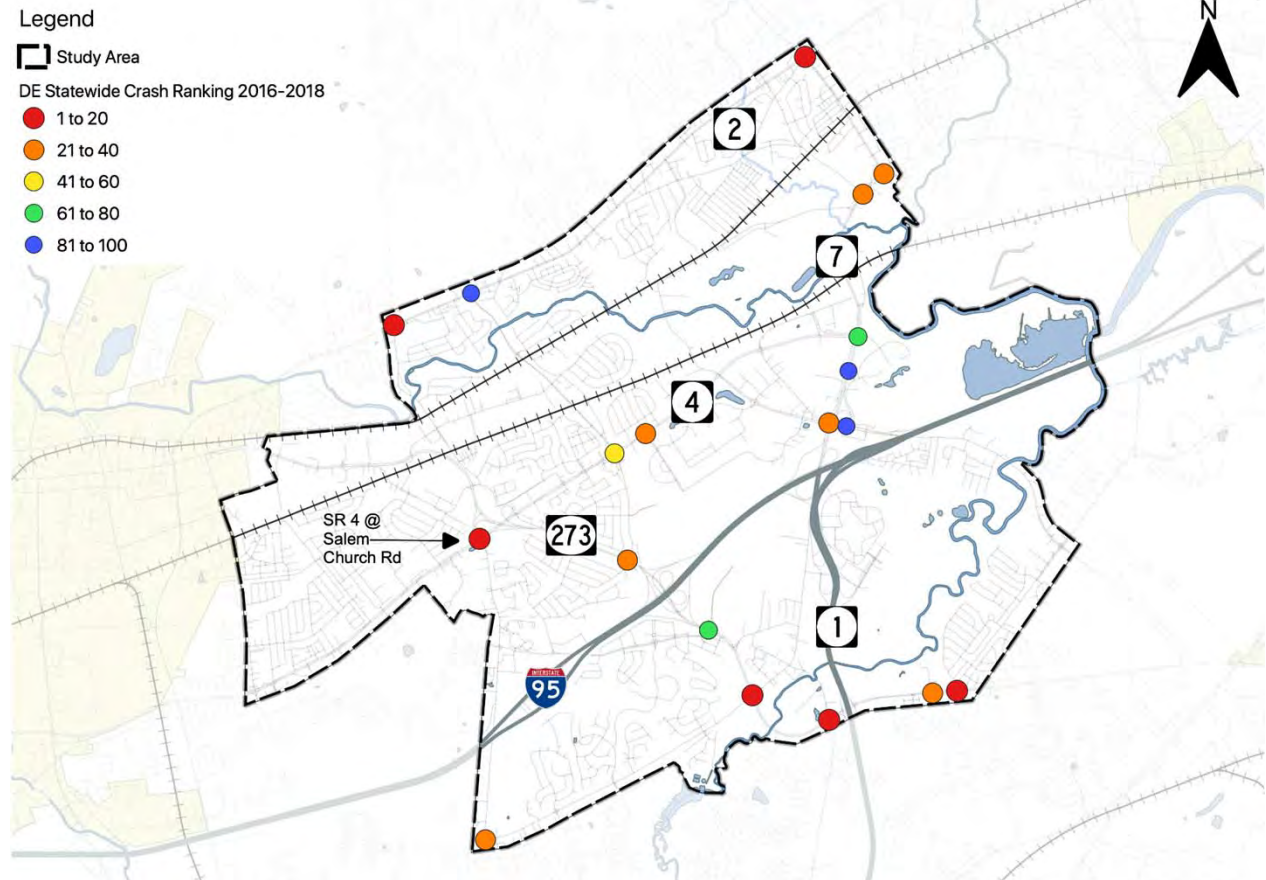 Legend
Study Area
DE Statewide Crash Ranking 2016-2018
1 to 20
21 to 40
41 to 60
61 to 80
81 to 100
N
2
7
4
SR 4 @
Salem
Church Rd
273
1
INTERSTATE
95